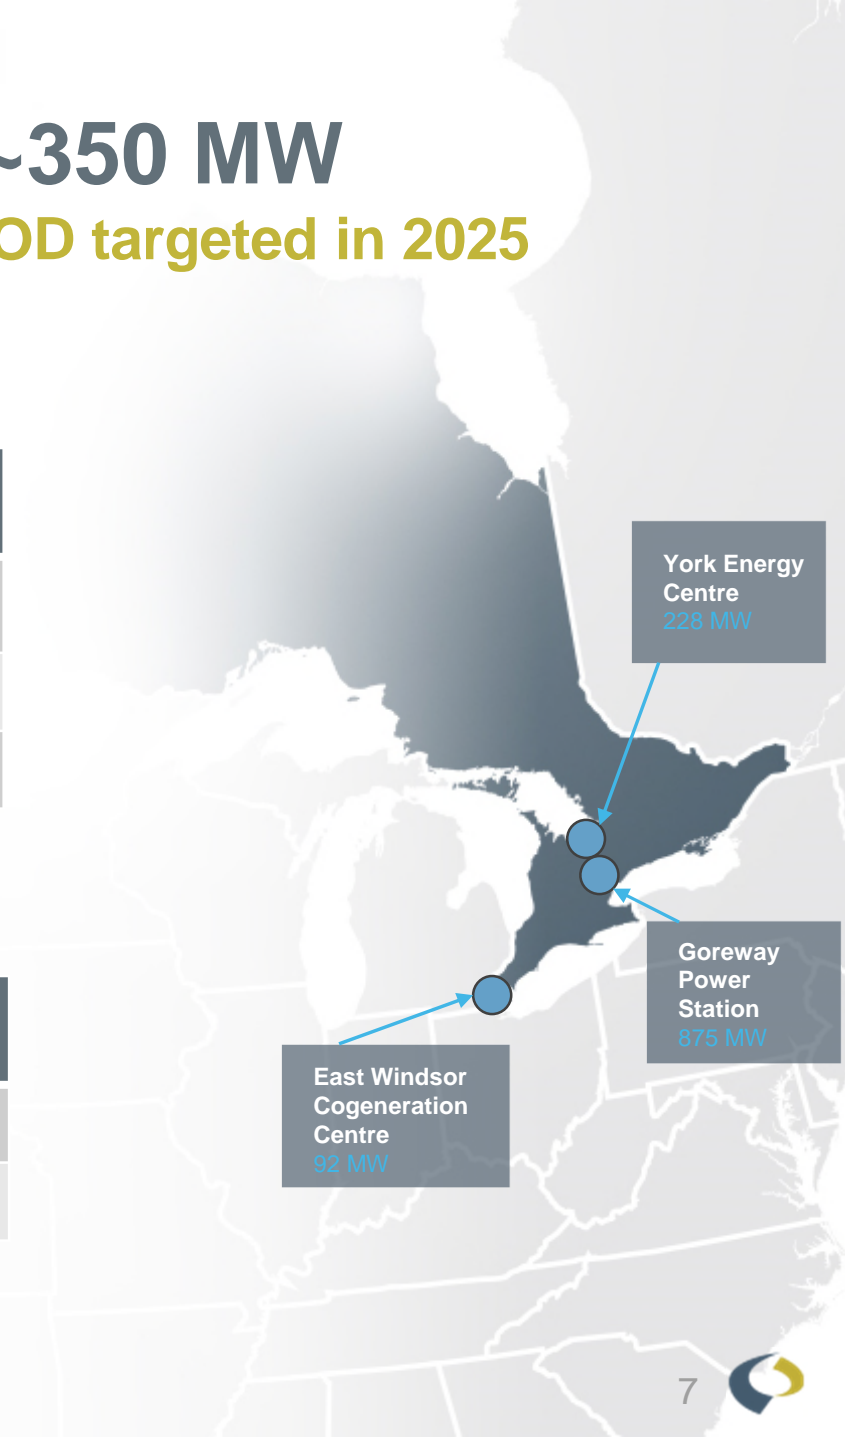 ~350 MW
OD targeted in 2025
York Energy
Centre
228 MW
Goreway
Power
Station
875 MW
East Windsor
Cogeneration
Centre
92 MW
7